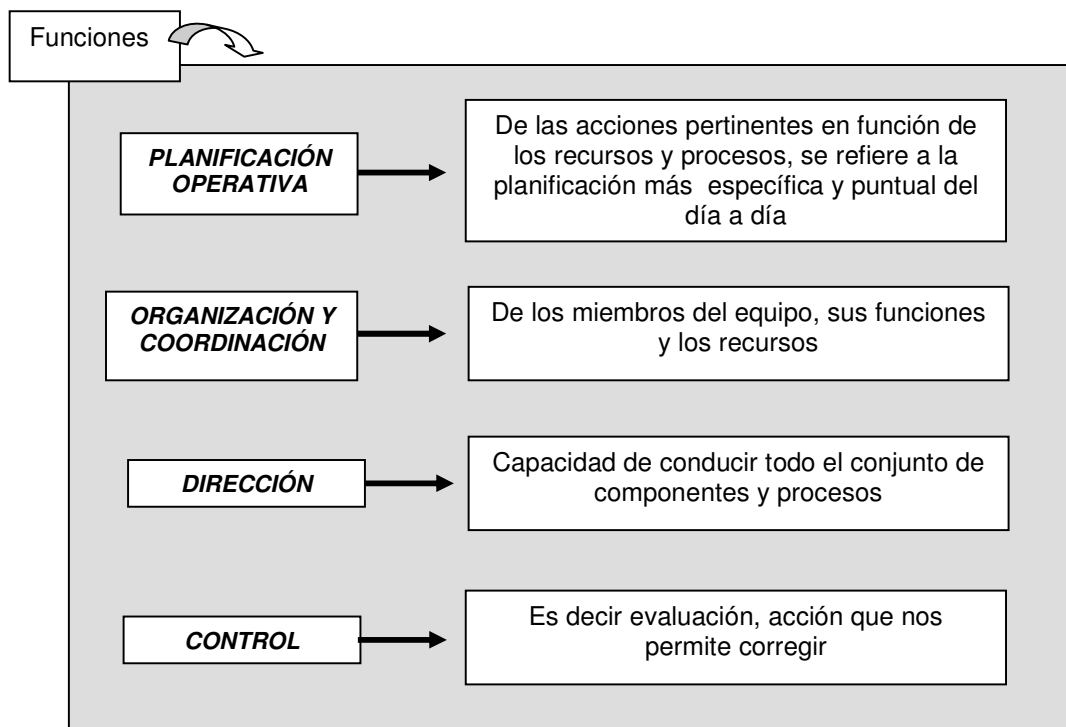 Funciones
PLANIFICACIÓN
OPERATIVA
De las acciones pertinentes en función de
los recursos y procesos, se refiere a la
planificación más específica y puntual del
día a día
ORGANIZACIÓN Y
COORDINACIÓN
De los miembros del equipo, sus funciones
y los recursos
DIRECCIÓN
Capacidad de conducir todo el conjunto de
componentes y procesos
CONTROL
Es decir evaluación, acción que nos
permite corregir